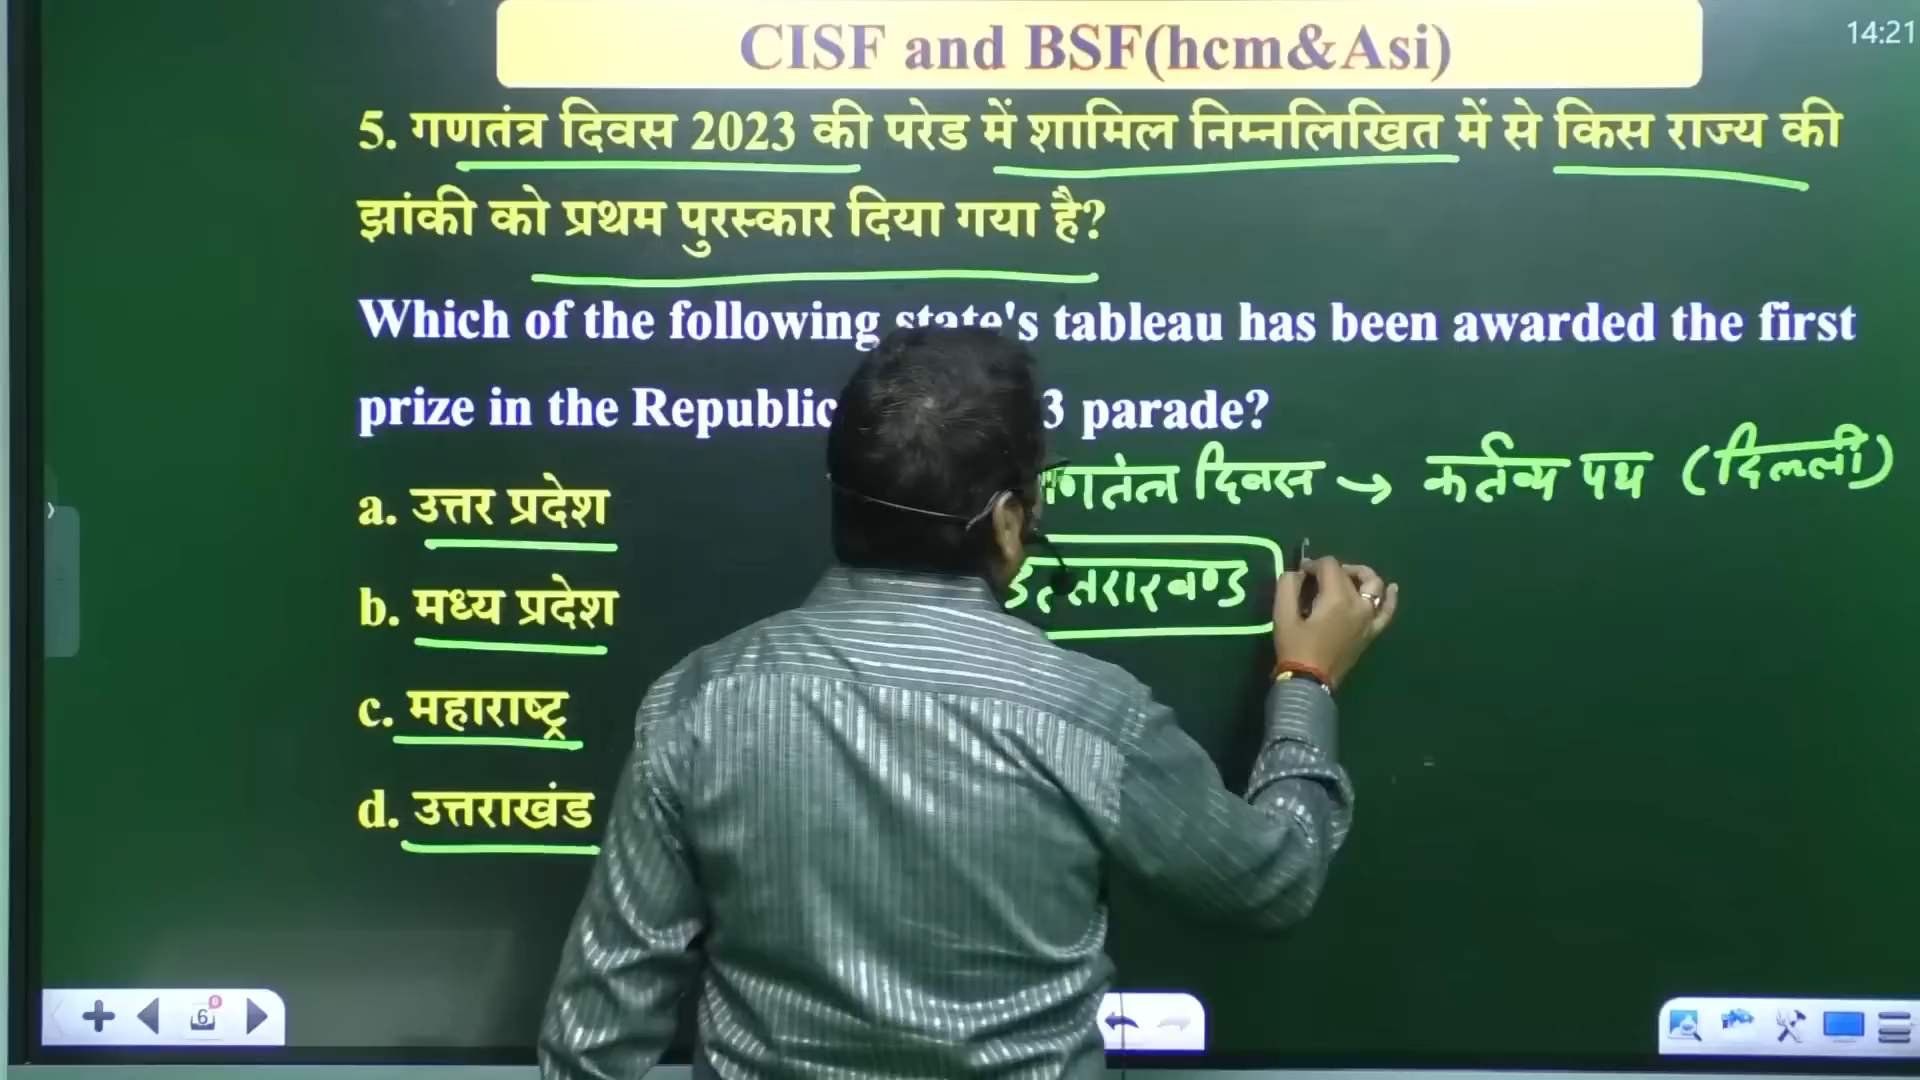 CISF and BSF(hcm&Asi)
14:21
5. गणतंत्र दिवस 2023 की परेड में शामिल निम्नलिखित में से किस राज्य की
झांकी को प्रथम पुरस्कार दिया गया है?
Which of the following state's tableau has been awarded the first
prize in the Republic 3 parade?
दिवस → कर्तव्य पथ (दिल्ली)
a. उत्तर प्रदेश
b. मध्य प्रदेश
c. महाराष्ट्र
d. उत्तराखंड
उत्तराखण्ड
6